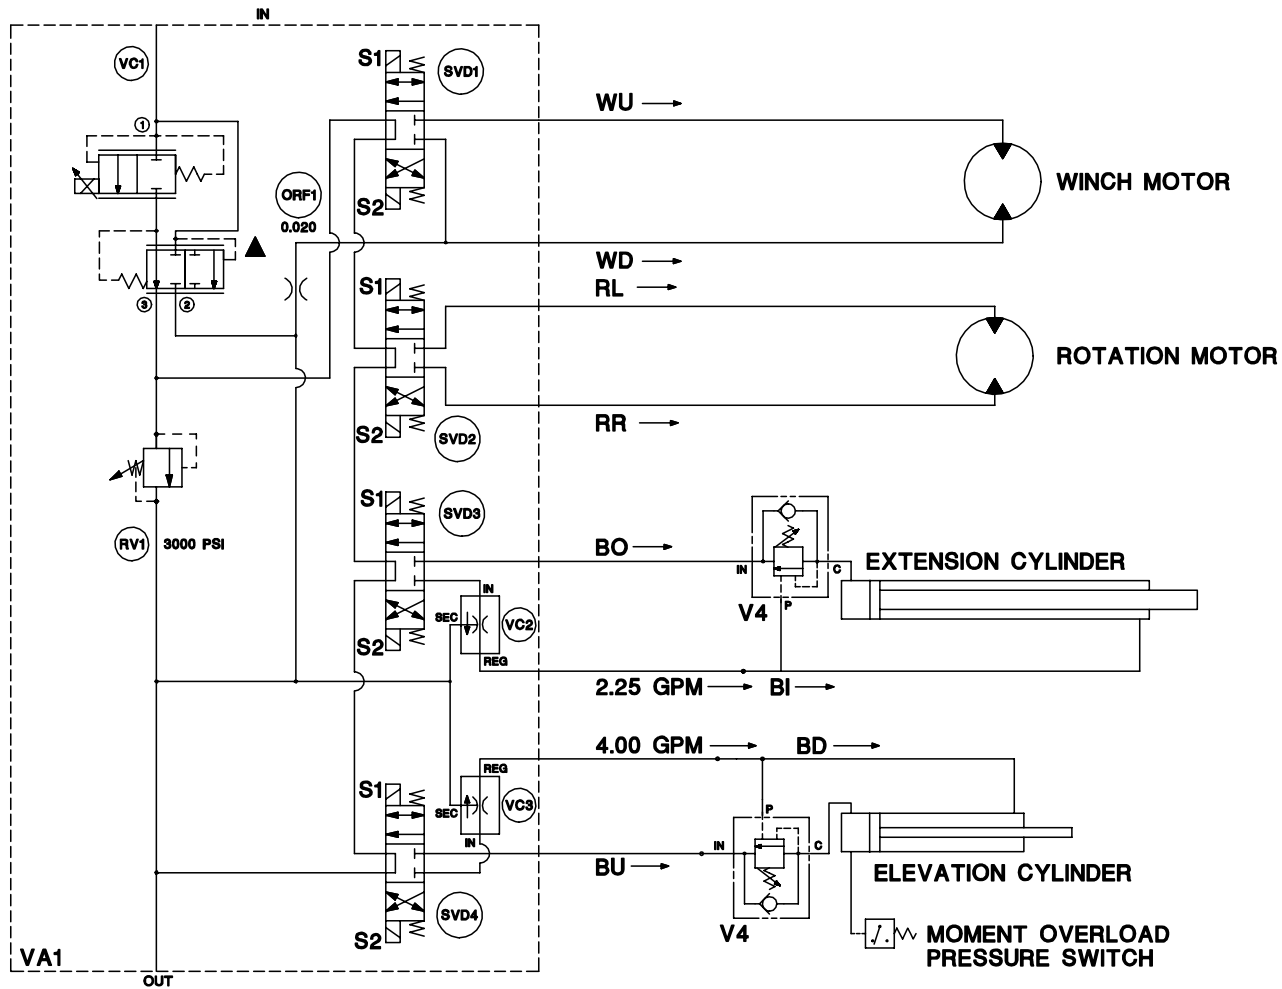 IN
VC1
S1
SVD1
WU
①
WINCH MOTOR
ORF1
0.020
S2
WD
RL
S1
③
②
ROTATION MOTOR
RR
S2
SVD2
S1
SVD3
RV1
3000 PSI
BO
IN
C
EXTENSION CYLINDER
IN
SEC
VC2
REG
S2
V4
P
2.25 GPM
BI
4.00 GPM
BD
REG
S1
SEC
VC3
IN
P
IN
C
BU
ELEVATION CYLINDER
SVD4
S2
V4
MOMENT OVERLOAD
PRESSURE SWITCH
VA1
OUT